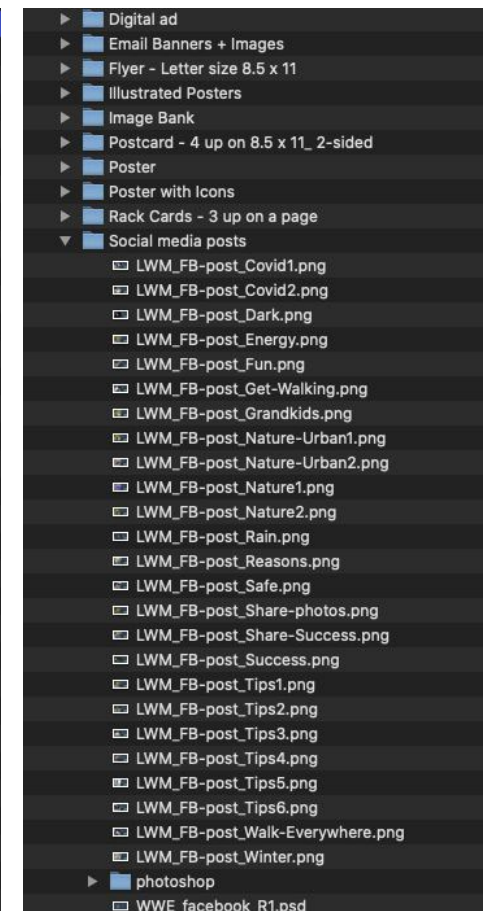 Digital ad
Email Banners + Images
Flyer - Letter size 8.5 x 11
Illustrated Posters
Image Bank
Postcard - 4 up on 8.5 x 11_ 2-sided
Poster
Poster with Icons
Rack Cards - 3 up on a page
Social media posts
LWM_FB-post_Covid1.png
LWM_FB-post_Covid2.png
LWM_FB-post_Dark.png
LWM_FB-post_Energy.png
LWM_FB-post_Fun.png
LWM_FB-post_Get-Walking.png
LWM_FB-post_Grandkids.png
LWM_FB-post_Nature-Urban1.png
LWM_FB-post_Nature-Urban2.png
LWM_FB-post_Nature1.png
LWM_FB-post_Nature2.png
LWM_FB-post_Rain.png
LWM_FB-post_Reasons.png
LWM_FB-post_Safe.png
LWM_FB-post_Share-photos.png
LWM_FB-post_Share-Success.png
LWM_FB-post_Success.png
LWM_FB-post_Tips1.png
LWM_FB-post_Tips2.png
LWM_FB-post_Tips3.png
LWM_FB-post_Tips4.png
LWM_FB-post_Tips5.png
LWM_FB-post_Tips6.png
LWM_FB-post_Walk-Everywhere.png
LWM_FB-post_Winter.png
photoshop
WWE_facebook_R1.psd